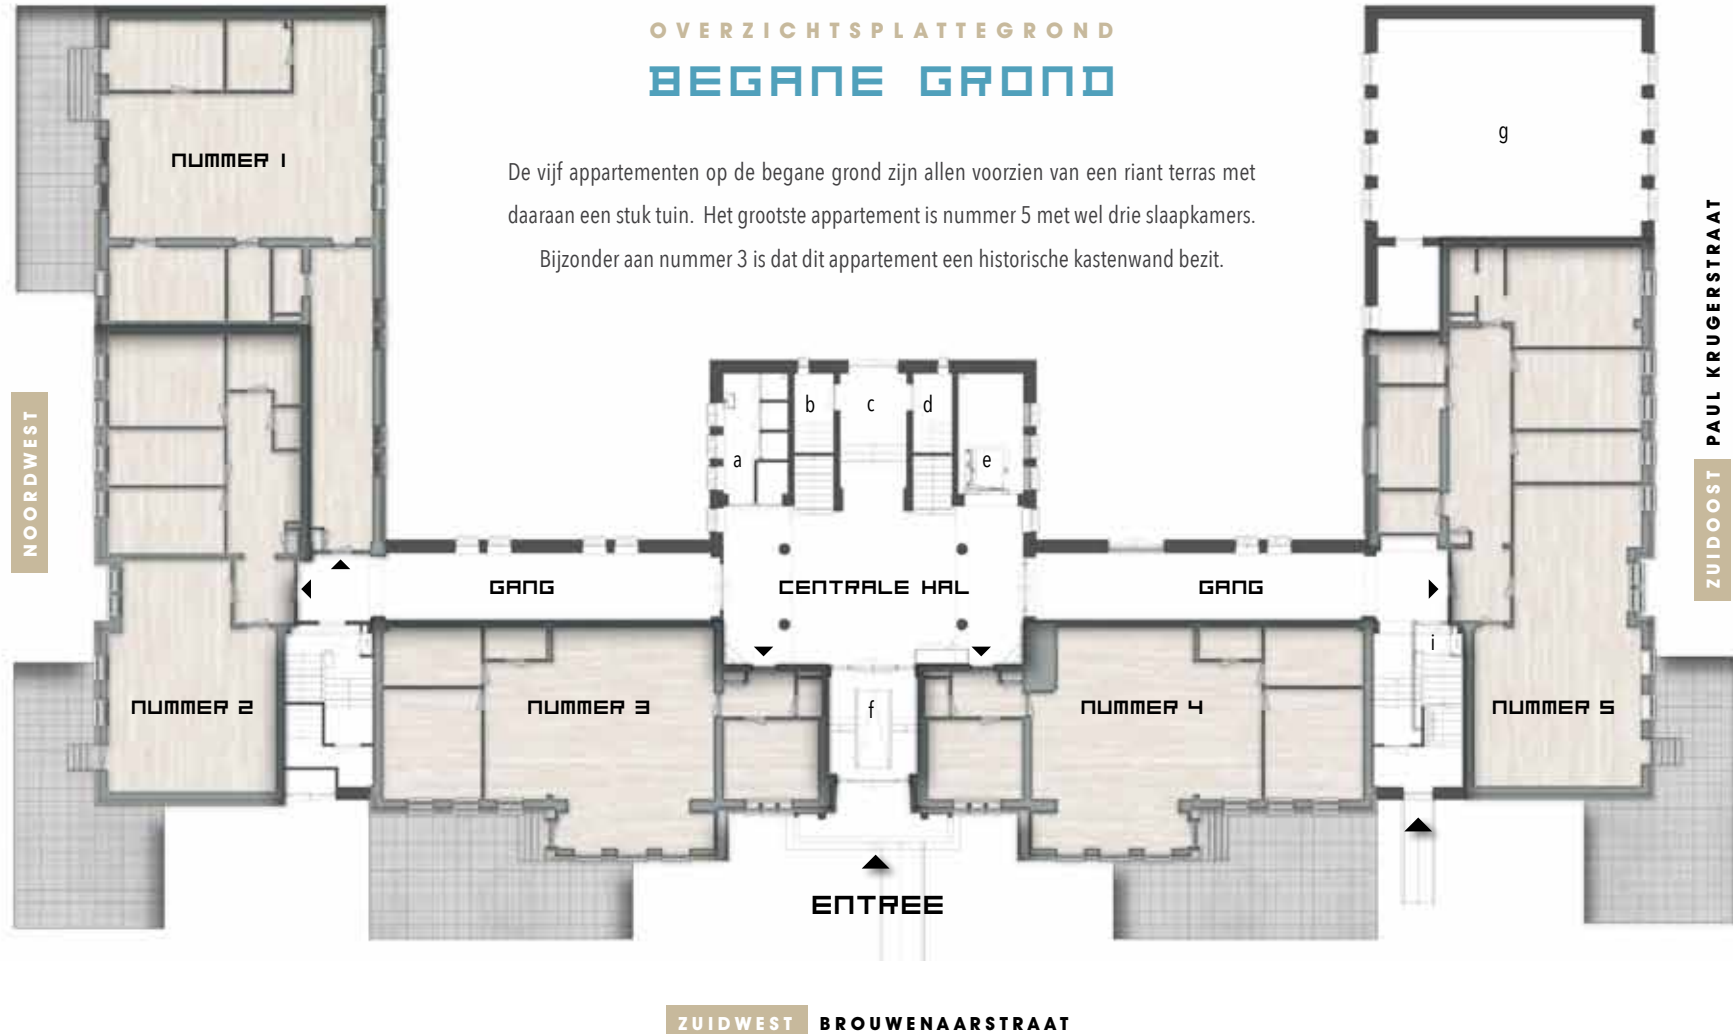 OVERZICHTSPLATTEGROND
BEGANE GROND
De vijf appartementen op de begane grond zijn allen voorzien van een riant terras met
daaraan een stuk tuin. Het grootste appartement is nummer 5 met wel drie slaapkamers.
Bijzonder aan nummer 3 is dat dit appartement een historische kastenwand bezit.
NUMMER 1
g
NOORDWEST
ZUIDOOST PAUL KRUGERSTRAAT
b
c
d
a
e
GANG
CENTRALE HAL
GANG
i
NUMMER 2
NUMMER 3
f
NUMMER 4
NUMMER 5
ENTREE
ZUIDWEST BROUWENAARSTRAAT